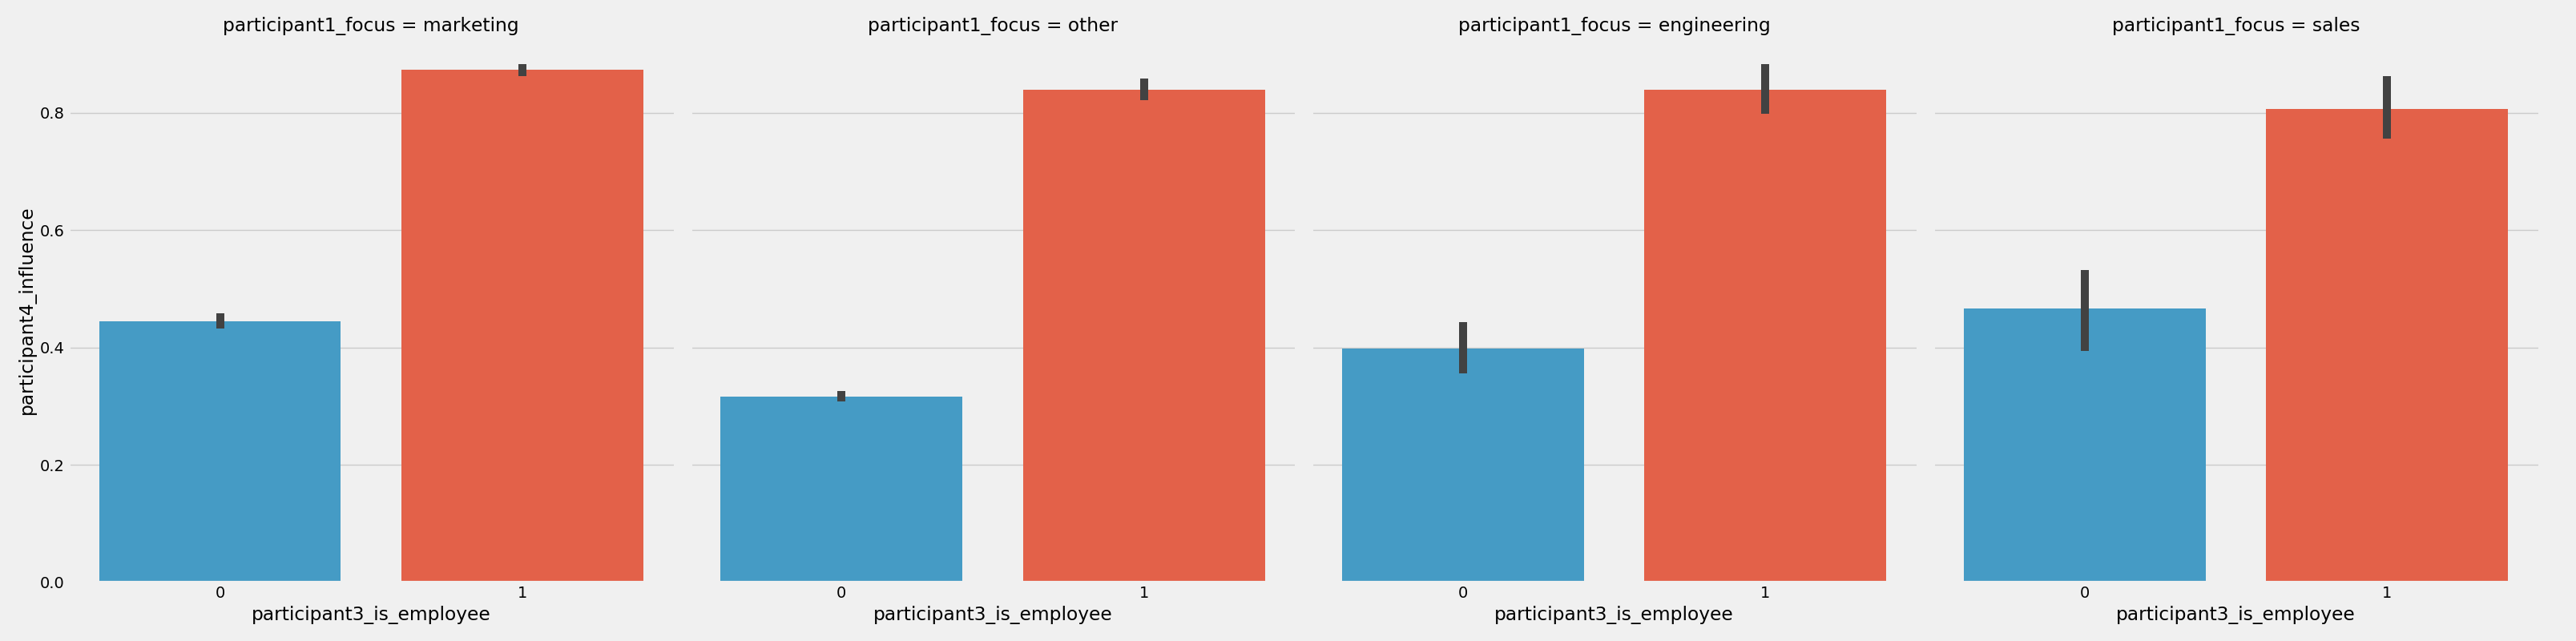 participant1_focus = marketing
participant1_focus = other
participant1_focus = engineering
participant1_focus = sales
participant4_influence
0.8
0.6
0.4
0.2
0.0
0 1
0 1
0 1
0 1
participant3_is_employee
participant3_is_employee
participant3_is_employee
participant3_is_employee